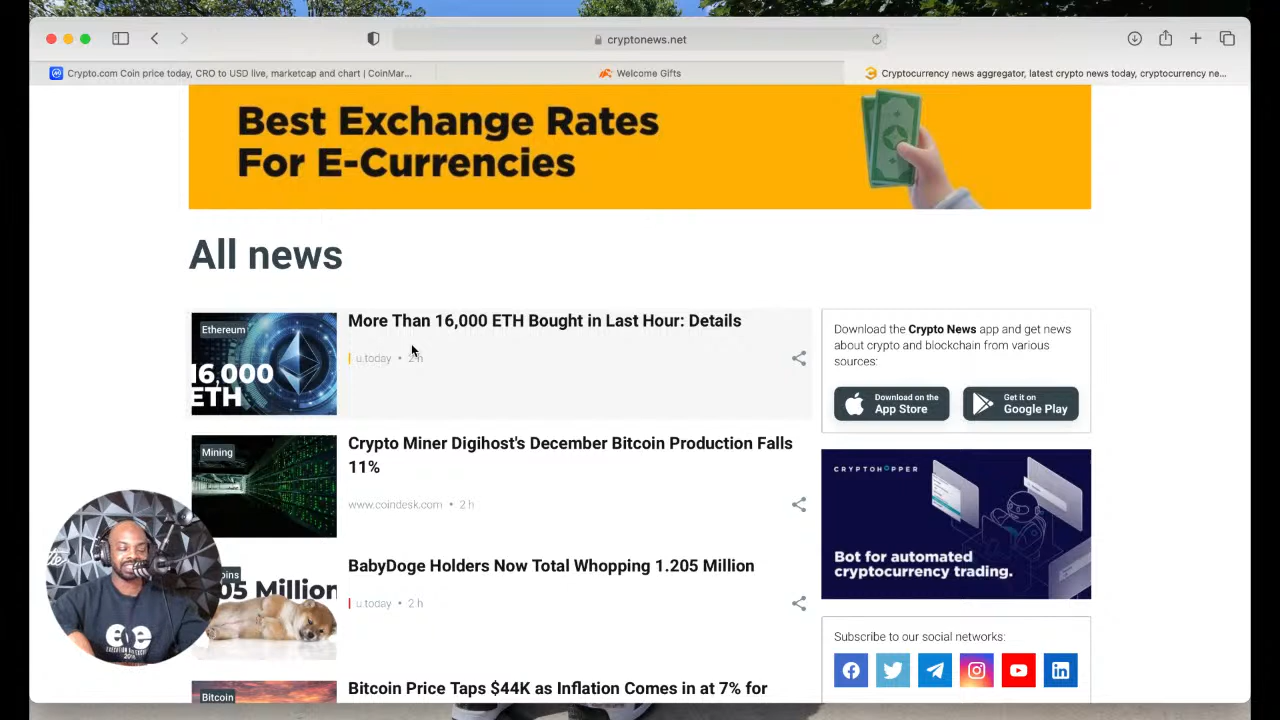 cryptonews.net
Crypto.com Coin price today, CRO to USD live, marketcap and chart | CoinMar...
Welcome Gifts
Cryptocurrency news aggregator, latest crypto news today, cryptocurrency ne...
Best Exchange Rates
For E-Currencies
All news
Ethereum
16,000
ETH
More Than 16,000 ETH Bought in Last Hour: Details
u.today • 2 h
Mining
Crypto Miner Digihost's December Bitcoin Production Falls
11%
www.coindesk.com • 2 h
oins
05 Million
BabyDoge Holders Now Total Whopping 1.205 Million
u.today • 2 h
Bitcoin
Bitcoin Price Taps $44K as Inflation Comes in at 7% for
Download the Crypto News app and get news
about crypto and blockchain from various
sources:
Download on the
App Store
Get it on
Google Play
CRYPTOHOPPER
Bot for automated
cryptocurrency trading.
Subscribe to our social networks: